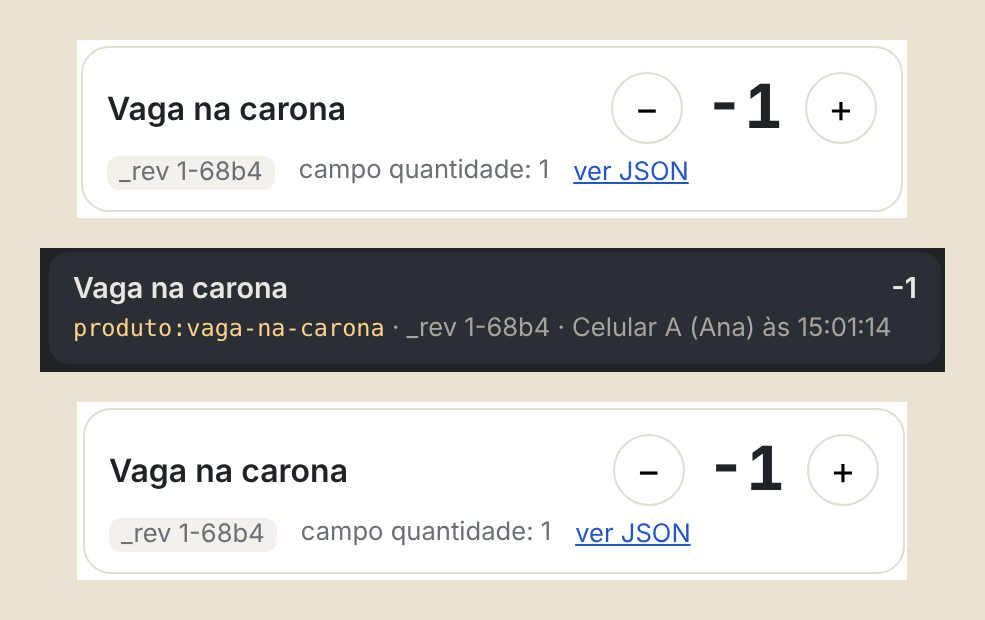 Vaga na carona − -1 +
_rev 1-68b4 campo quantidade: 1 ver JSON
Vaga na carona -1
produto:vaga-na-carona · _rev 1-68b4 · Celular A (Ana) às 15:01:14
Vaga na carona − -1 +
_rev 1-68b4 campo quantidade: 1 ver JSON